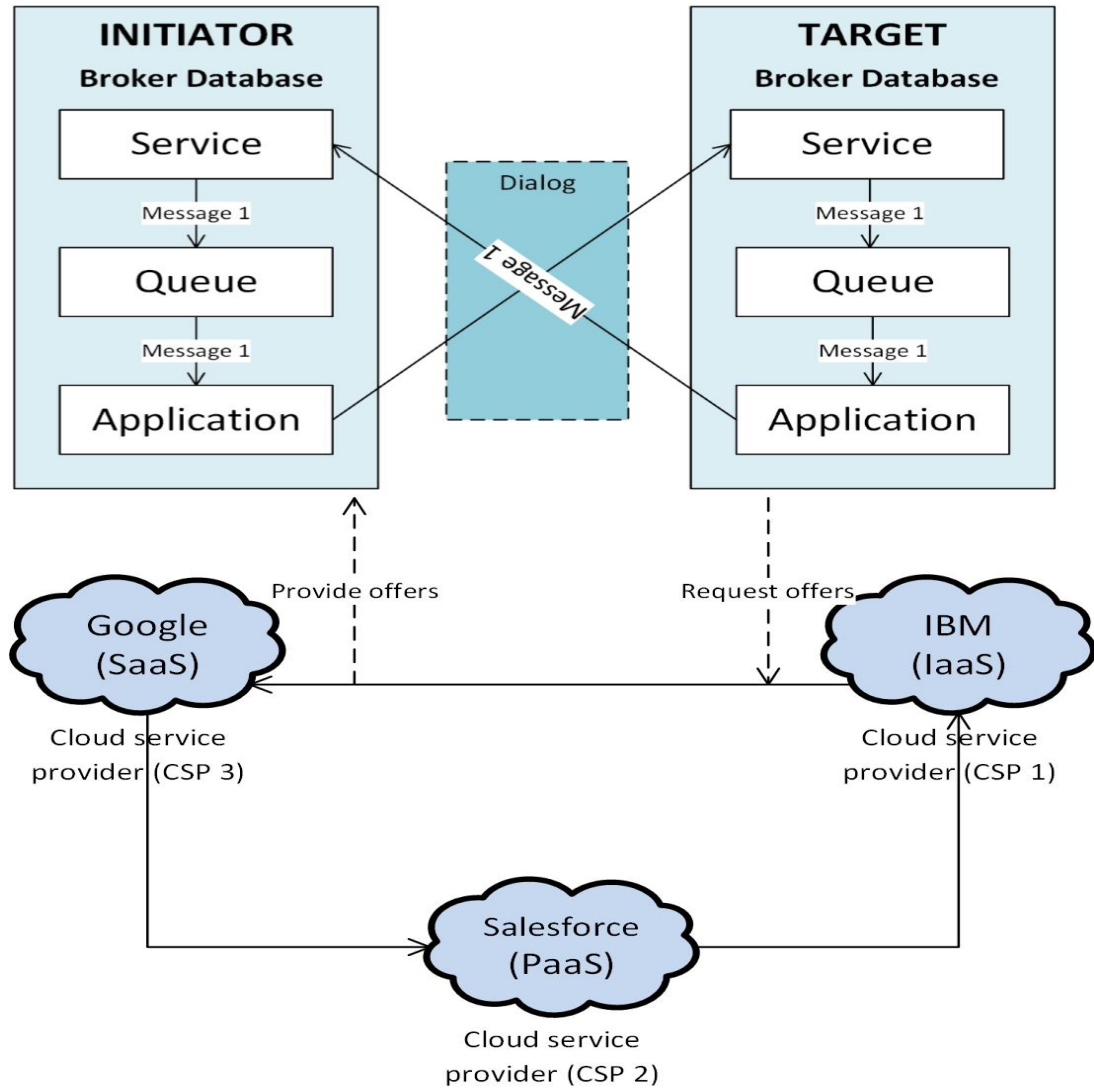 INITIATOR
Broker Database
Service
Message 1
Queue
Message 1
Application
Dialog
Message 1
TARGET
Broker Database
Service
Message 1
Queue
Message 1
Application
Provide offers
Request offers
Google
(SaaS)
Cloud service
provider (CSP 3)
IBM
(IaaS)
Cloud service
provider (CSP 1)
Salesforce
(PaaS)
Cloud service
provider (CSP 2)